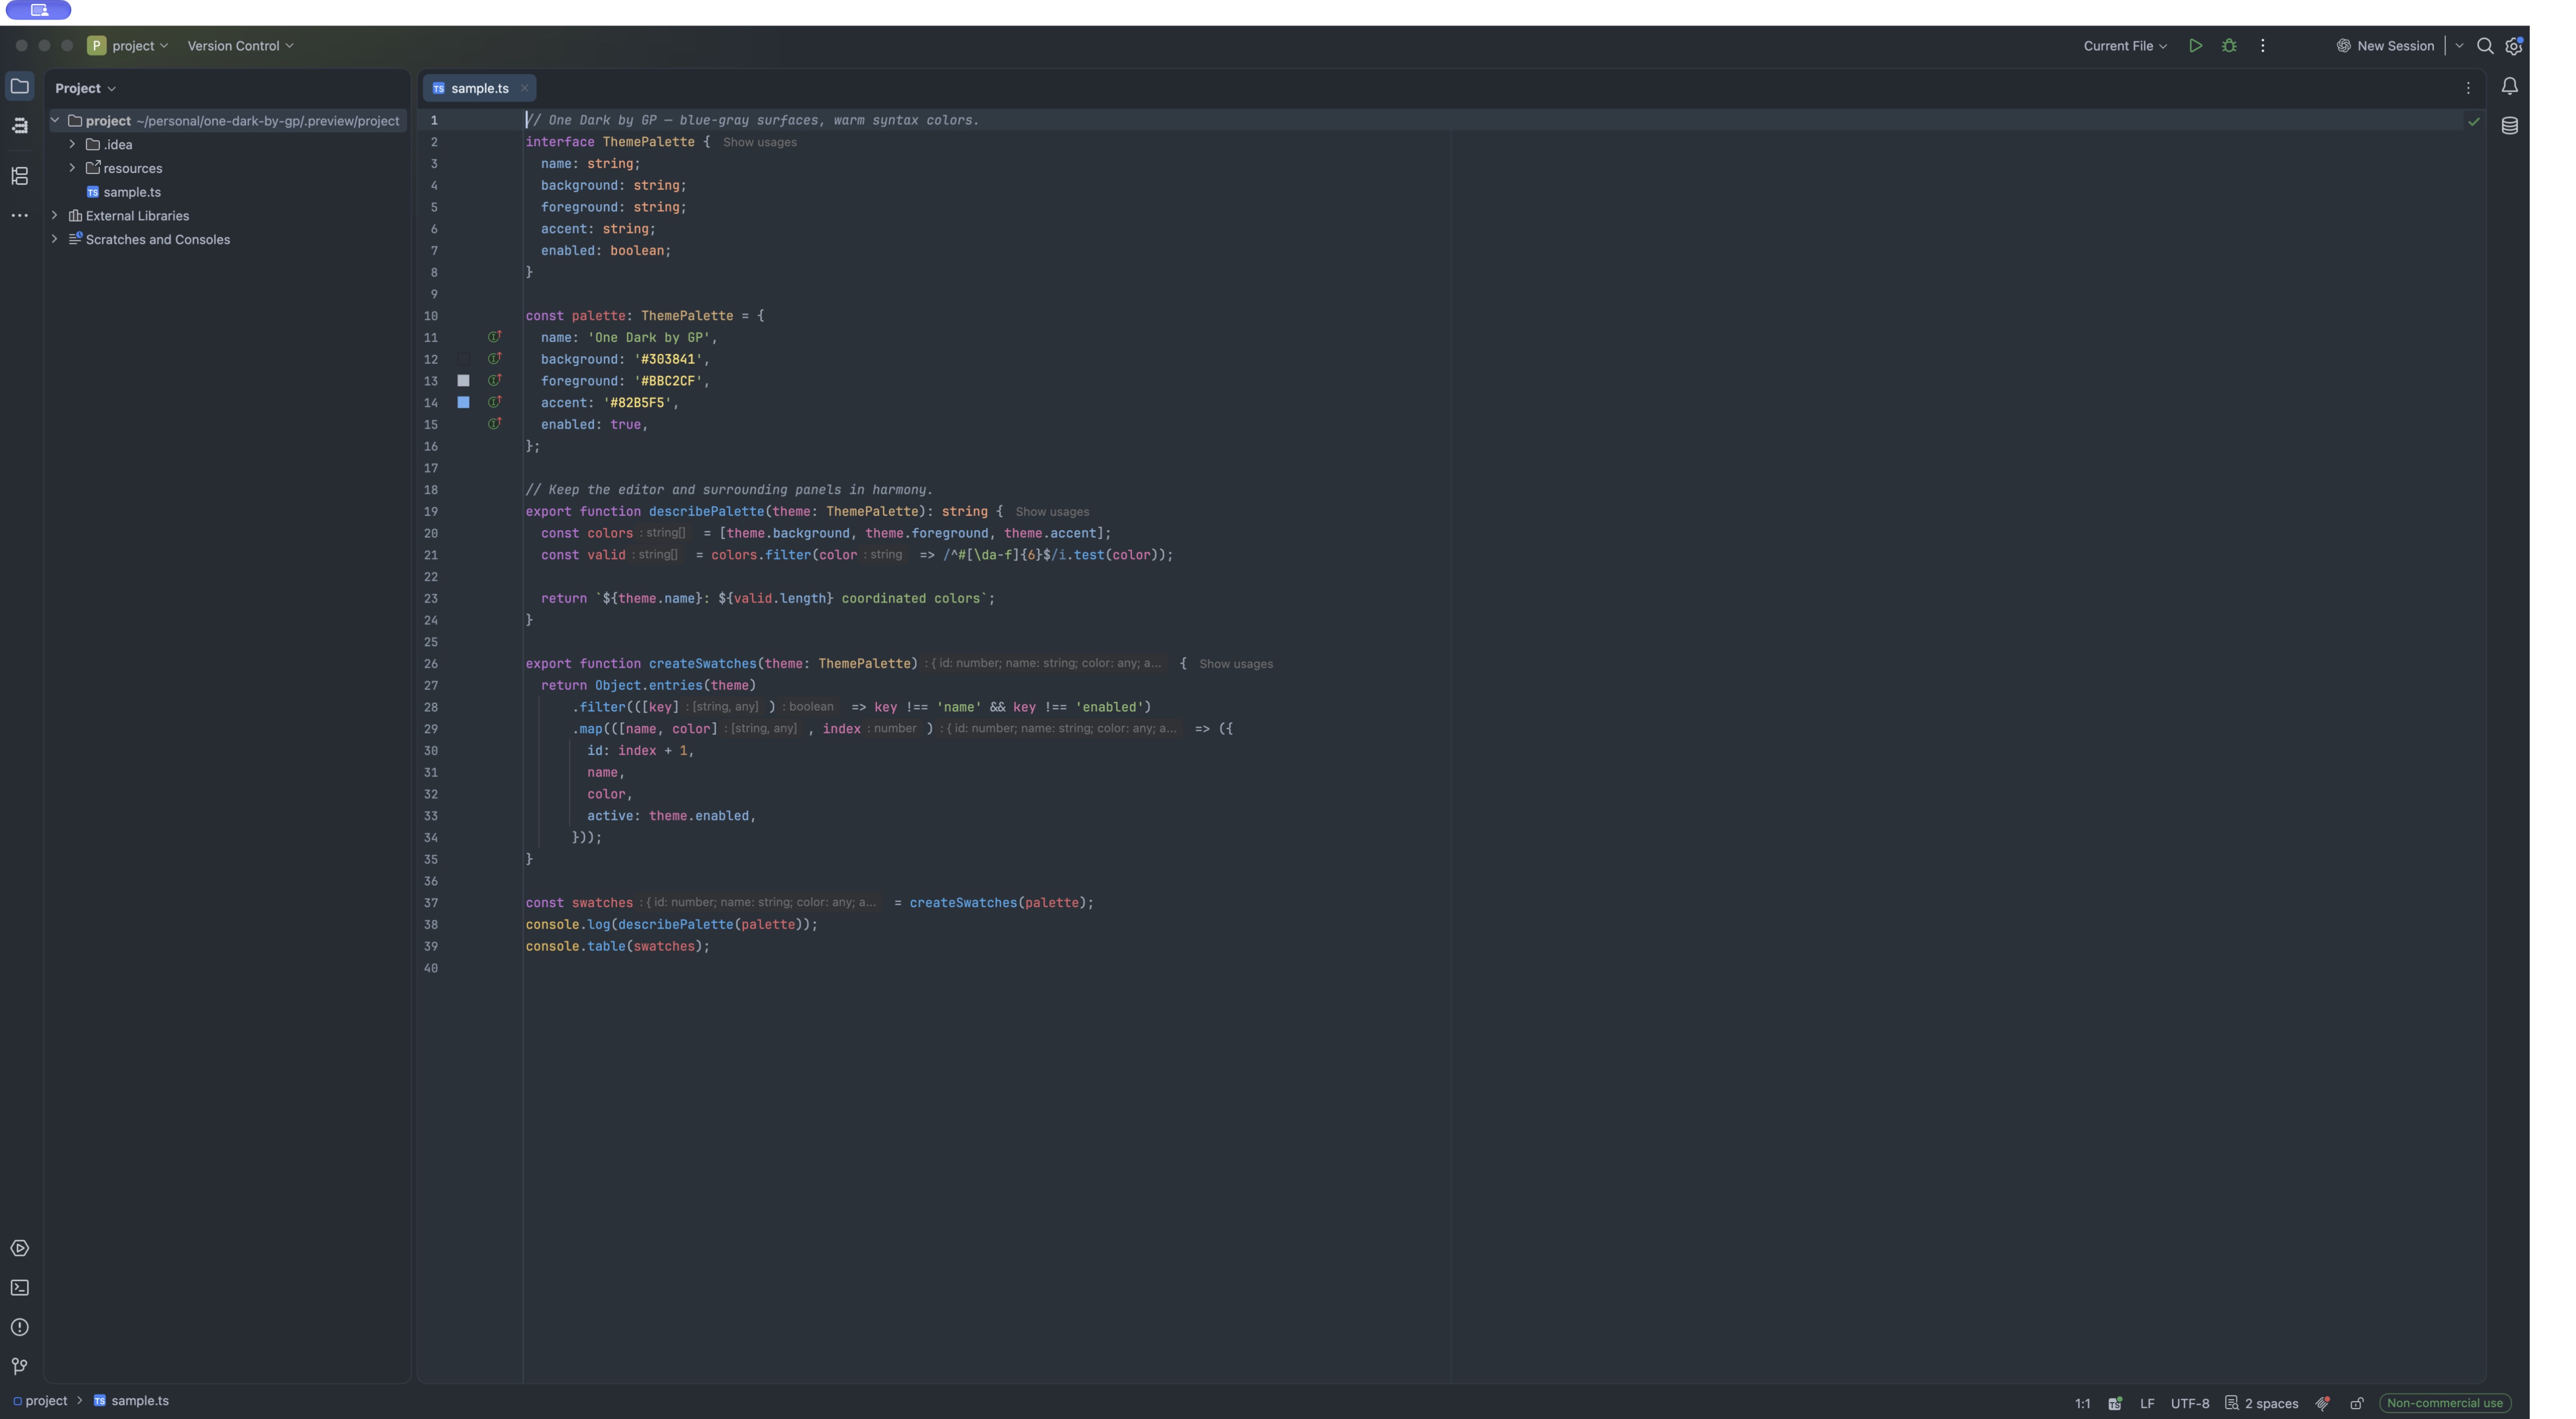 P project Version Control
Current File New Session
Project
project ~/personal/one-dark-by-gp/.preview/project
.idea
resources
TS sample.ts
External Libraries
Scratches and Consoles
TS sample.ts
1 // One Dark by GP — blue-gray surfaces, warm syntax colors.
2 interface ThemePalette { Show usages
3 name: string;
4 background: string;
5 foreground: string;
6 accent: string;
7 enabled: boolean;
8 }
9
10 const palette: ThemePalette = {
11 name: 'One Dark by GP',
12 background: '#303841',
13 foreground: '#BBC2CF',
14 accent: '#82B5F5',
15 enabled: true,
16 };
17
18 // Keep the editor and surrounding panels in harmony.
19 export function describePalette(theme: ThemePalette): string { Show usages
20 const colors : string[] = [theme.background, theme.foreground, theme.accent];
21 const valid : string[] = colors.filter(color : string => /^#[\da-f]{6}$/i.test(color));
22
23 return `${theme.name}: ${valid.length} coordinated colors`;
24 }
25
26 export function createSwatches(theme: ThemePalette) : { id: number; name: string; color: any; a... { Show usages
27 return Object.entries(theme)
28 .filter(([key] : [string, any] ) : boolean => key !== 'name' && key !== 'enabled')
29 .map(([name, color] : [string, any] , index : number ) : { id: number; name: string; color: any; a... => ({
30 id: index + 1,
31 name,
32 color,
33 active: theme.enabled,
34 }));
35 }
36
37 const swatches : { id: number; name: string; color: any; a... = createSwatches(palette);
38 console.log(describePalette(palette));
39 console.table(swatches);
40
project TS sample.ts
1:1 TS LF UTF-8 2 spaces Non-commercial use